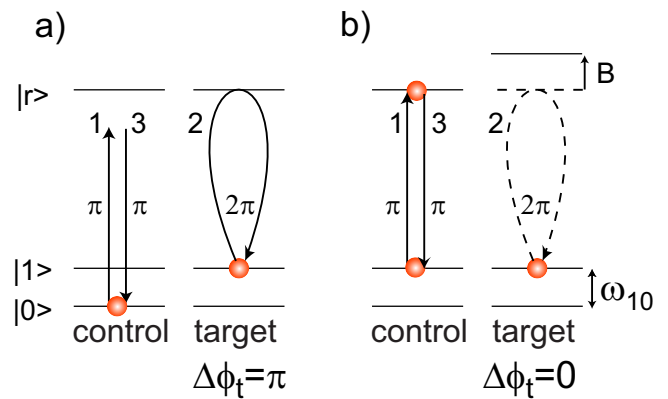 a)
b)
|r>
B
1 3 2
1 3 2
π π 2π
π π 2π
|1>
|0>
ω10
control target
control target
Δϕt=π
Δϕt=0